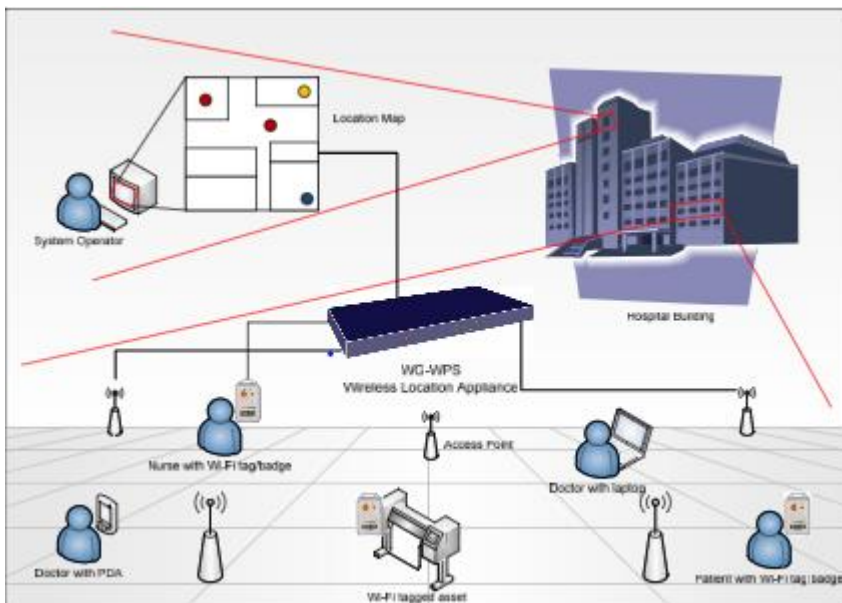 Location Map
System Operator
Hospital Building
WG-WPS
Wireless Location Appliance
Access Point
Nurse with Wi-Fi tag/badge
Doctor with laptop
Doctor with PDA
Wi-Fi tagged asset
Patient with Wi-Fi tag/badge